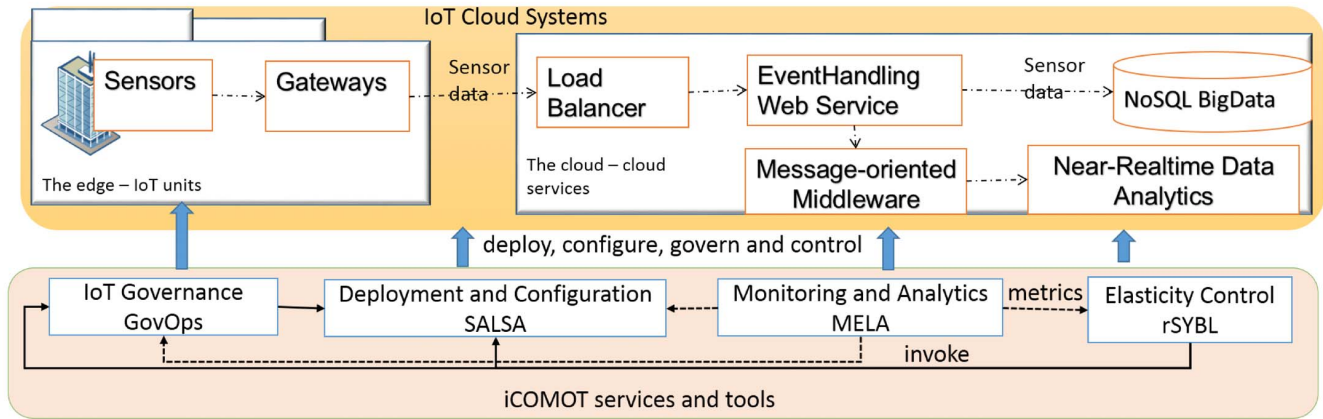 IoT Cloud Systems
Sensors
Gateways
Sensor
data
The edge – IoT units
Load
Balancer
EventHandling
Web Service
Sensor
data
NoSQL BigData
The cloud – cloud
services
Message-oriented
Middleware
Near-Realtime Data
Analytics
deploy, configure, govern and control
IoT Governance
GovOps
Deployment and Configuration
SALSA
Monitoring and Analytics
MELA
metrics
Elasticity Control
rSYBL
invoke
iCOMOT services and tools